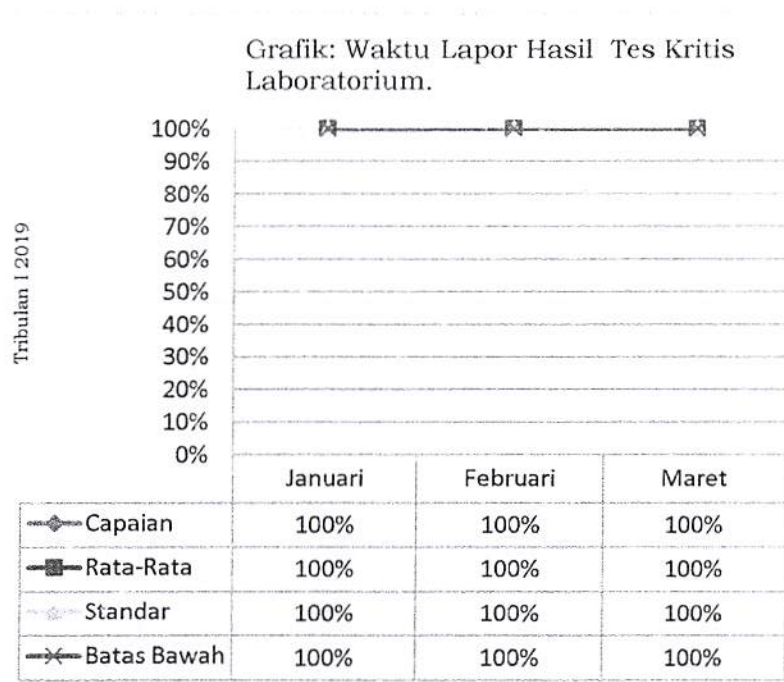 Grafik: Waktu Lapor Hasil Tes Kritis
Laboratorium.
Tribulan I 2019
100%
90%
80%
70%
60%
50%
40%
30%
20%
10%
0%
Januari Februari Maret
Capaian 100% 100% 100%
Rata-Rata 100% 100% 100%
Standar 100% 100% 100%
Batas Bawah 100% 100% 100%